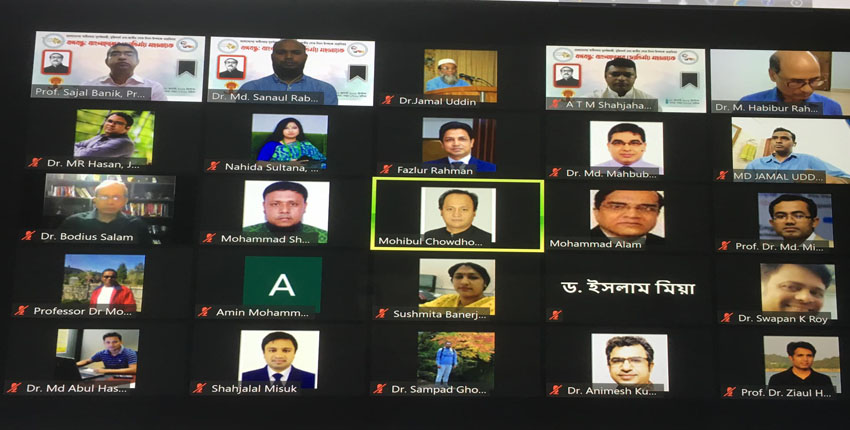 Prof. Sajal Banik, Pr...
Dr. Md. Sanaul Rab...
Dr.Jamal Uddin
A T M Shahjaha...
Dr. M. Habibur Rah...
Dr. MR Hasan, J...
Nahida Sultana, ...
Fazlur Rahman
Dr. Md. Mahbub...
MD JAMAL UDD...
Dr. Bodius Salam
Mohammad Sh...
Mohibul Chowdho...
Mohammad Alam
Prof. Dr. Md. Mi...
Professor Dr Mo...
A
Amin Mohamm...
Sushmita Banerj...
ড. ইসলাম মিয়া
Dr. Swapan K Roy
Dr. Md Abul Has...
Shahjalal Misuk
Dr. Sampad Gho...
Dr. Animesh Ku...
Prof. Dr. Ziaul H...